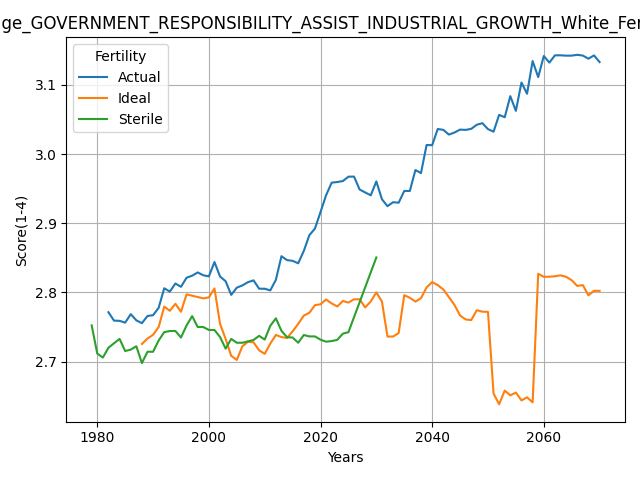 ge_GOVERNMENT_RESPONSIBILITY_ASSIST_INDUSTRIAL_GROWTH_White_Fer
Fertility
Actual
Ideal
Sterile
Score(1-4)
3.1
3.0
2.9
2.8
2.7
1980 2000 2020 2040 2060
Years